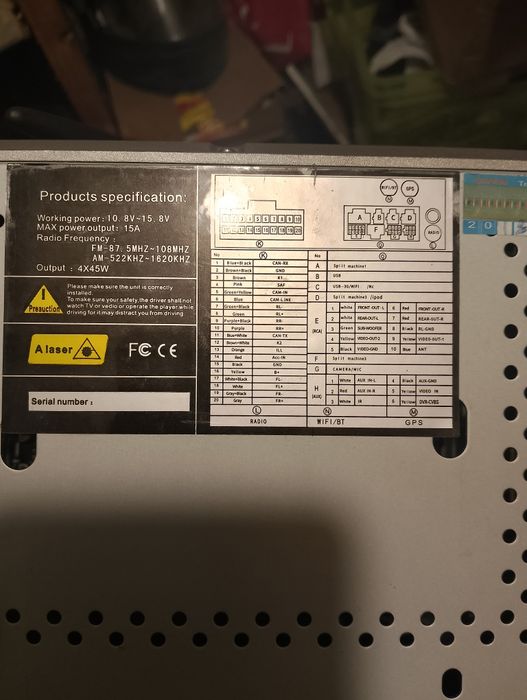 Products specification:
Working power:10.8V~15.8V
MAX power output: 15A
Radio Frequency :
FM-87.5MHZ-108MHZ
AM-522KHZ-1620KHZ
Output : 4X45W
Precaution
Please make sure the unit is correctly
installed.
To make sure your safety,the driver shall not
watch TV or vedio or operate the player while
driving for it may distract you from driving
A laser
FC CE
Serial number :
WIFI/BT GPS
N M
A B C D
F
RADIO
K G L
No K
1 Blue+Black CAN-RX
2 Brown+Black GND
3 Brown K1
4 Pink SAF
5 Green+Yellow CAN-IN
6 Blue CAN-LINE
7 Green+Black RL-
8 Green RL+
9 Purple+Black RR-
10 Purple RR+
11 Blue+White CAN-TX
12 Brown+White K2
13 Orange ILL
14 Red Acc-IN
15 Black GND
16 Yellow B+
17 White+Black FL-
18 White FL+
19 Gray+Black FR-
20 Gray FR+
No G
A Split machine1
B USB
C USB-3G/WIFI /Mc
D Split machine3 /ipod
E (RCA)
1 White FRONT-OUT-L 6 Red FRONT-OUT-R
2 white REAR-OUT-L 7 Red REAR-OUT-R
3 Green SUB-WOOFER 8 Black RL-GND
4 Yellow VIDEO-OUT-2 9 Yellow VIDEO-OUT-1
5 Black VIDEO-GND 10 Blue ANT
F Split machine2
G CAMERA/MIC
H (AUX)
1 White AUX IN-L 4 Black AUX-GND
2 Red AUX IN-R 5 Yellow VIDEO IN
3 White IR 6 Yellow DVR-CVBS
L N M
RADIO WIFI/BT GPS
20